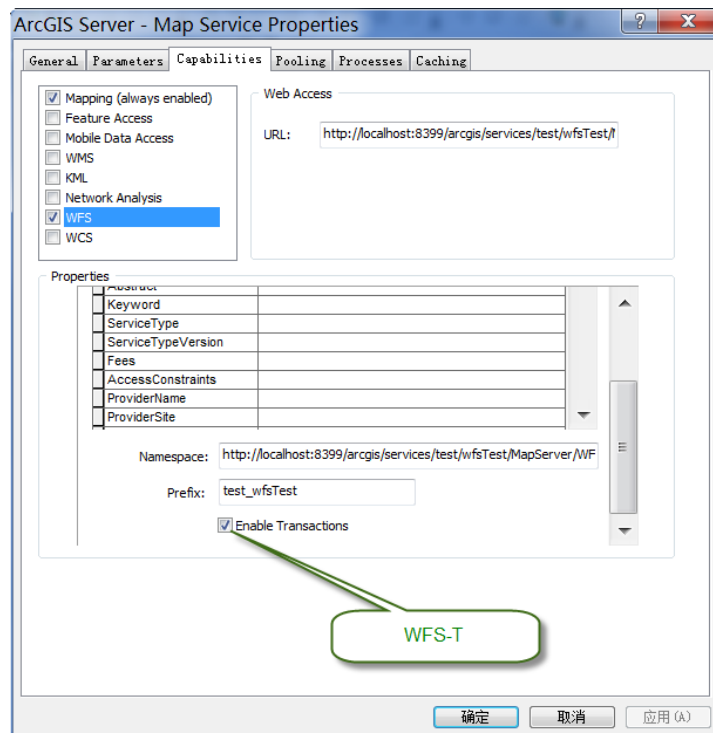 ArcGIS Server - Map Service Properties
General Parameters Capabilities Pooling Processes Caching
Mapping (always enabled)
Feature Access
Mobile Data Access
WMS
KML
Network Analysis
WFS
WCS
Web Access
URL: http://localhost:8399/arcgis/services/test/wfsTest/
Properties
Abstract
Keyword
ServiceType
ServiceTypeVersion
Fees
AccessConstraints
ProviderName
ProviderSite
Namespace: http://localhost:8399/arcgis/services/test/wfsTest/MapServer/WF
Prefix: test_wfsTest
Enable Transactions
WFS-T
确定 取消 应用(A)